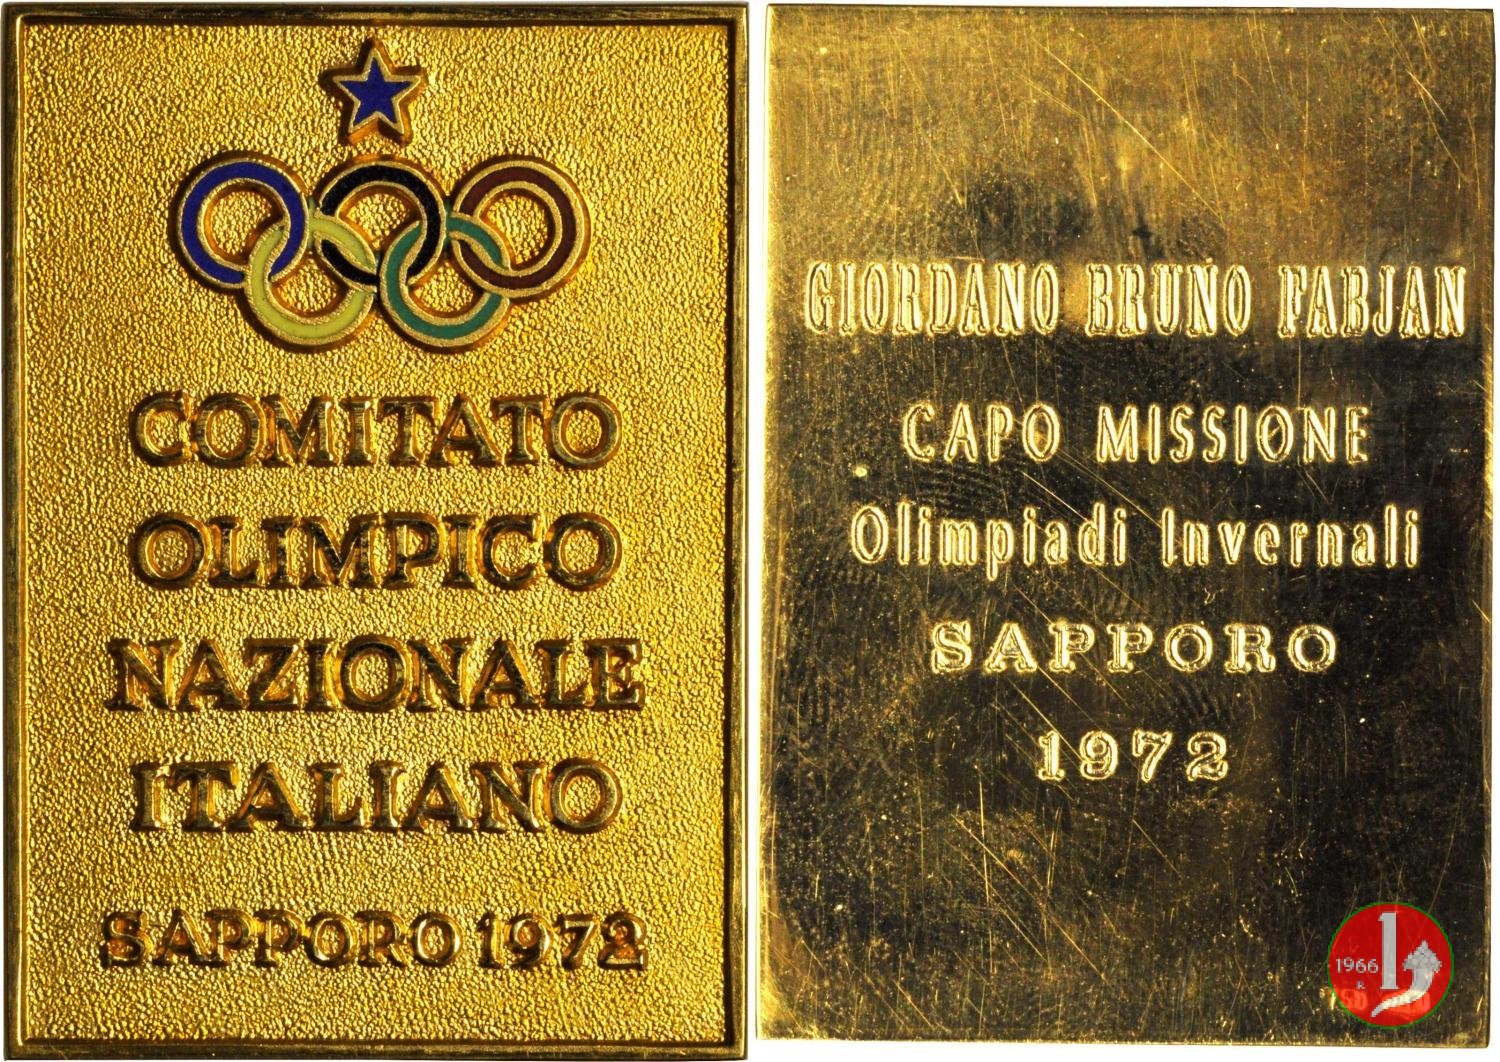 COMITATO
OLIMPICO
NAZIONALE
ITALIANO
SAPPORO 1972
GIORDANO BRUNO FABJAN
CAPO MISSIONE
Olimpiadi Invernali
SAPPORO
1972
1966
R